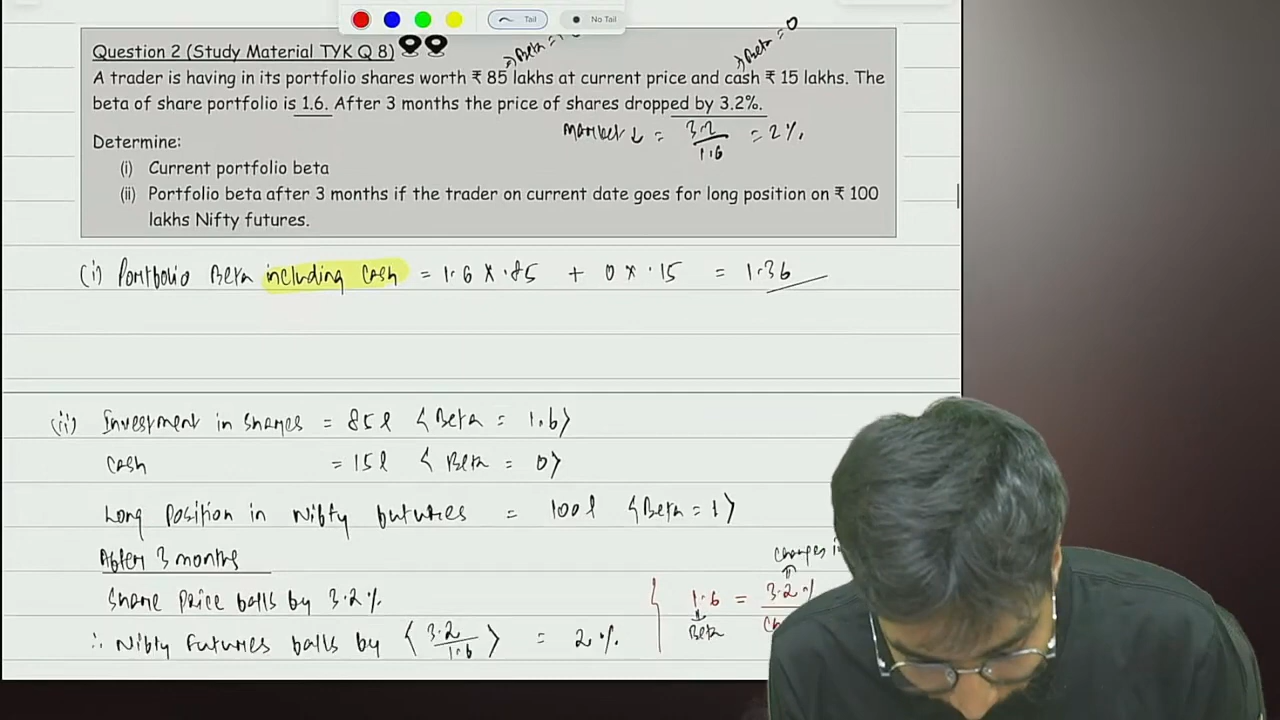 Tail
No Tail
Question 2 (Study Material TYK Q 8)
Beta = 0
A trader is having in its portfolio shares worth ₹ 85 lakhs at current price and cash ₹ 15 lakhs. The
beta of share portfolio is 1.6. After 3 months the price of shares dropped by 3.2%.
Market ↓ = 3.2/1.6 = 2%
Determine:
(i) Current portfolio beta
(ii) Portfolio beta after 3 months if the trader on current date goes for long position on ₹ 100
lakhs Nifty futures.
(i) Portfolio Beta including cash = 1.6 × .85 + 0 × .15 = 1.36
(ii) Investment in shares = 85l <Beta = 1.6>
Cash = 15l <Beta = 0>
Long Position in Nifty futures = 100l <Beta = 1>
After 3 months
Share Price falls by 3.2%
∴ Nifty Futures falls by <3.2/1.6> = 2%
changes
1.6 = 3.2%
Beta